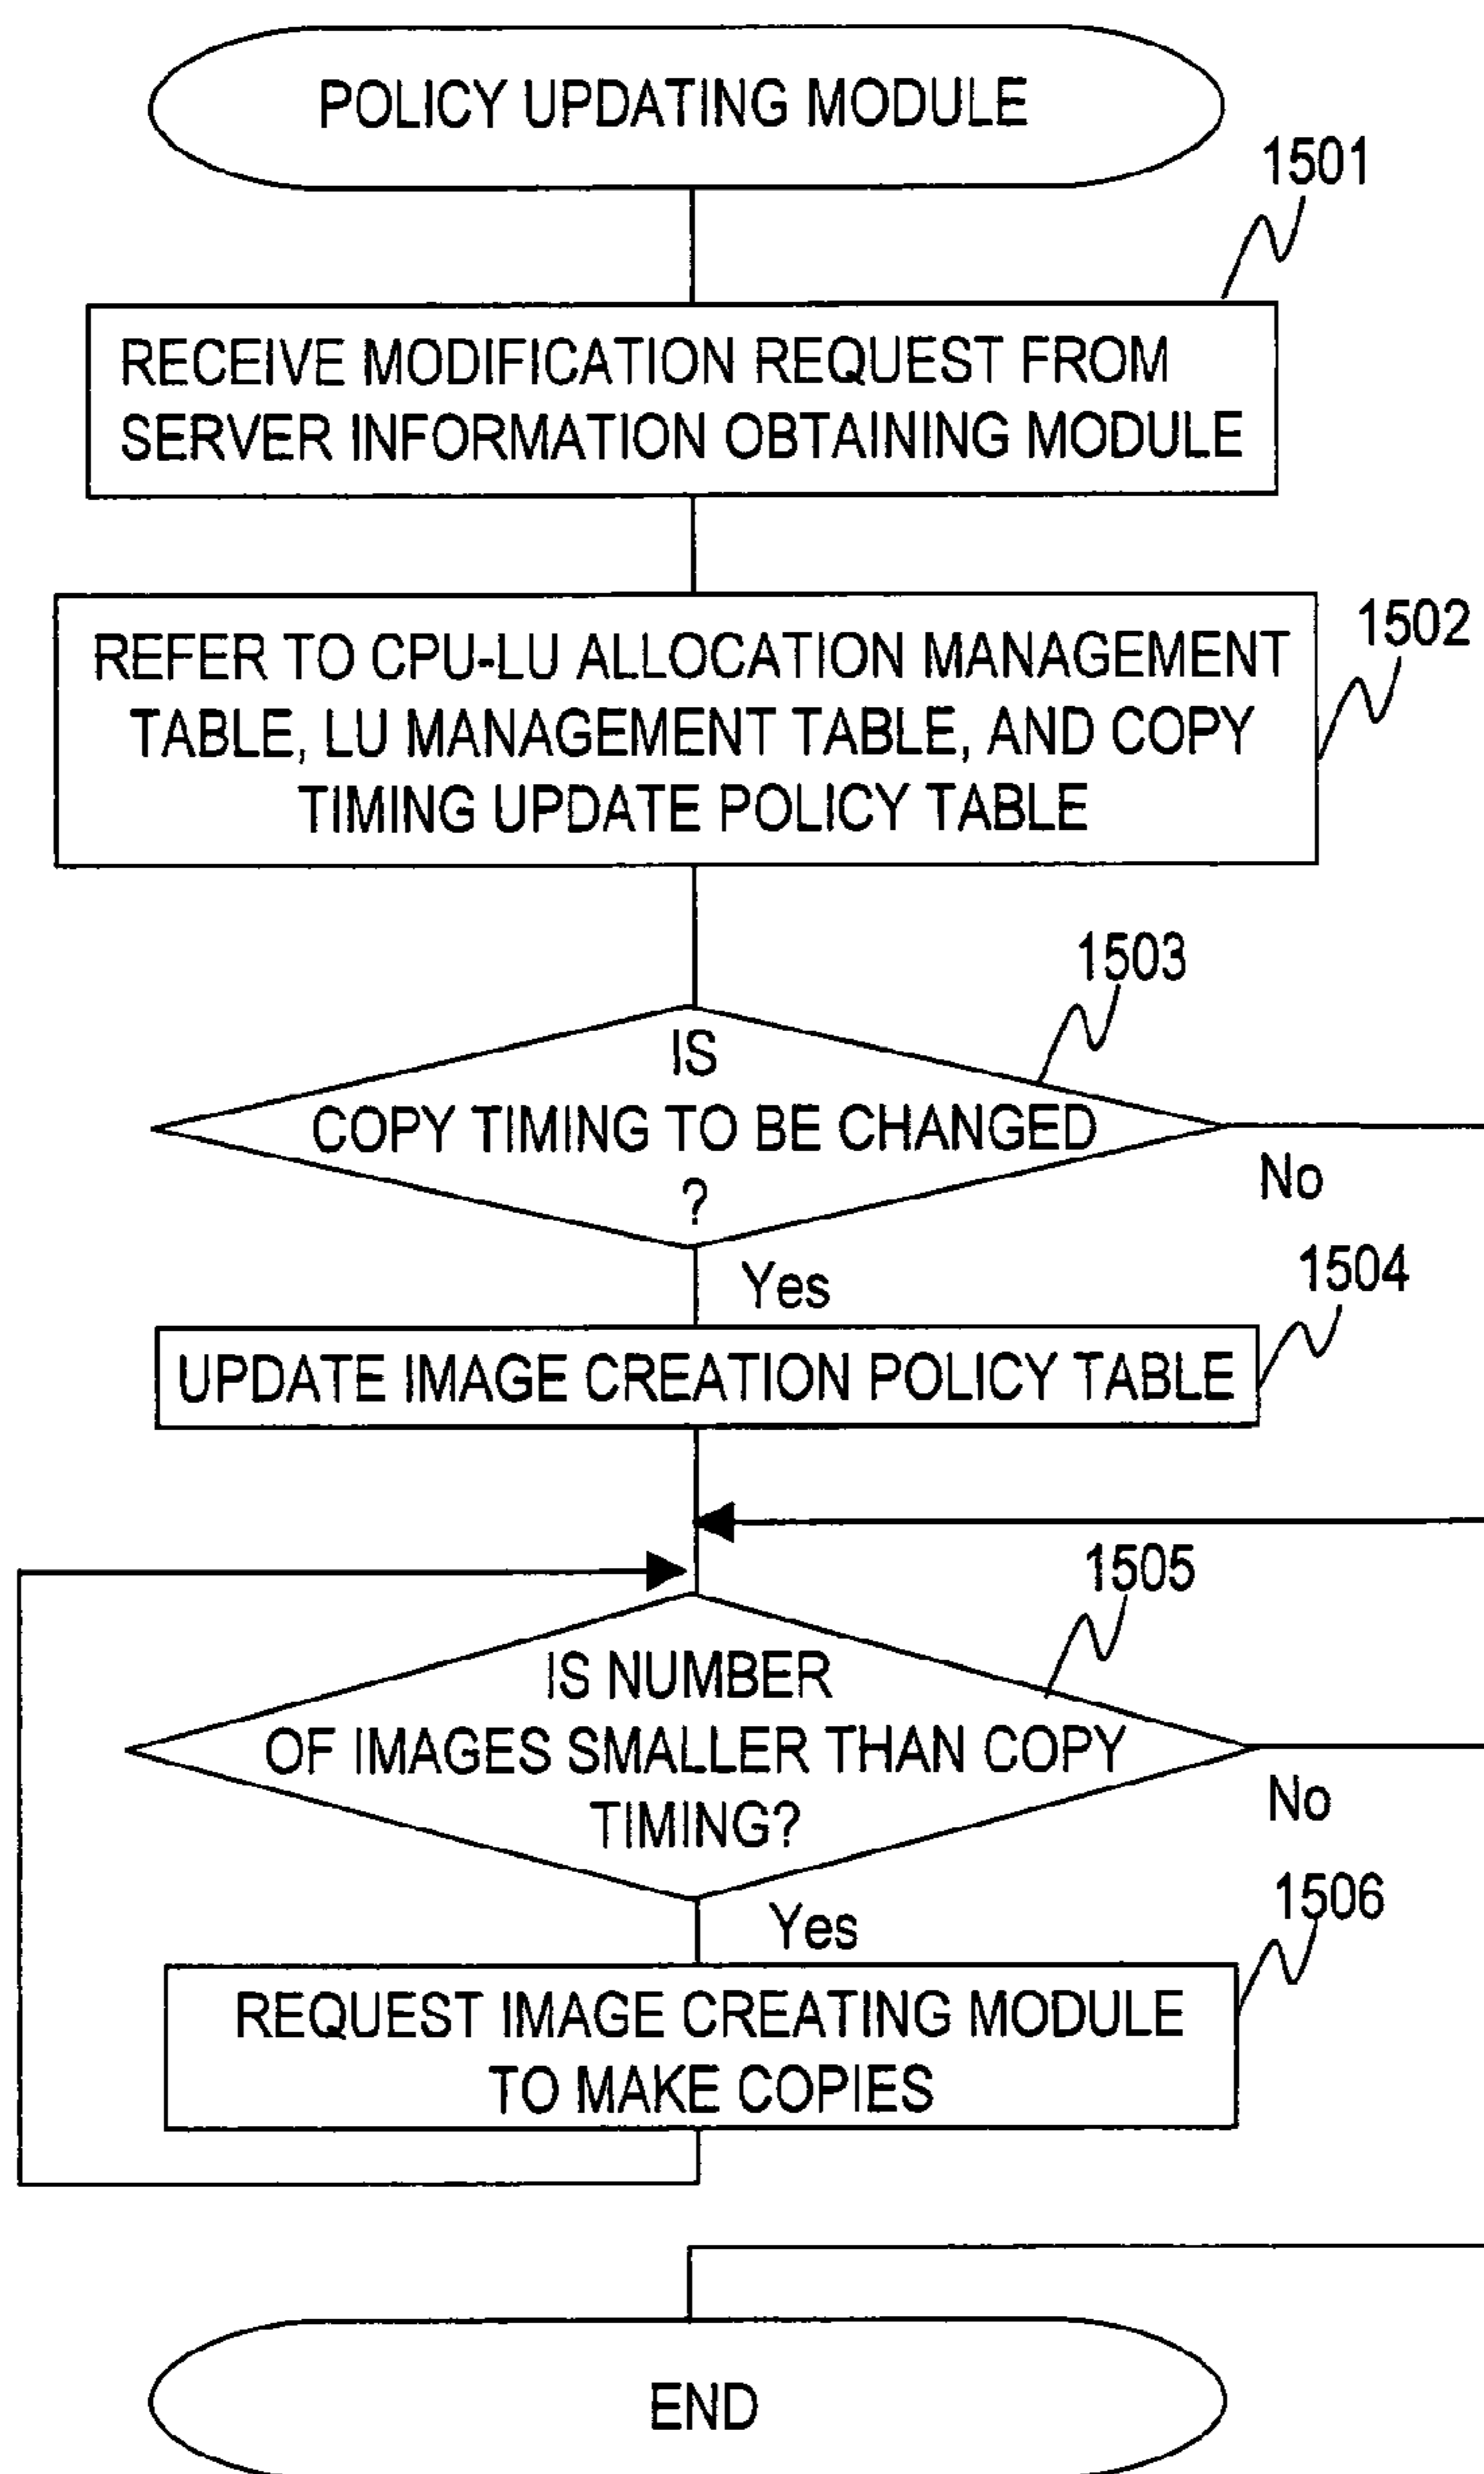 POLICY UPDATING MODULE
1501
RECEIVE MODIFICATION REQUEST FROM
SERVER INFORMATION OBTAINING MODULE
1502
REFER TO CPU-LU ALLOCATION MANAGEMENT
TABLE, LU MANAGEMENT TABLE, AND COPY
TIMING UPDATE POLICY TABLE
1503
IS
COPY TIMING TO BE CHANGED
?
No
Yes
1504
UPDATE IMAGE CREATION POLICY TABLE
1505
IS NUMBER
OF IMAGES SMALLER THAN COPY
TIMING?
No
Yes
1506
REQUEST IMAGE CREATING MODULE
TO MAKE COPIES
END